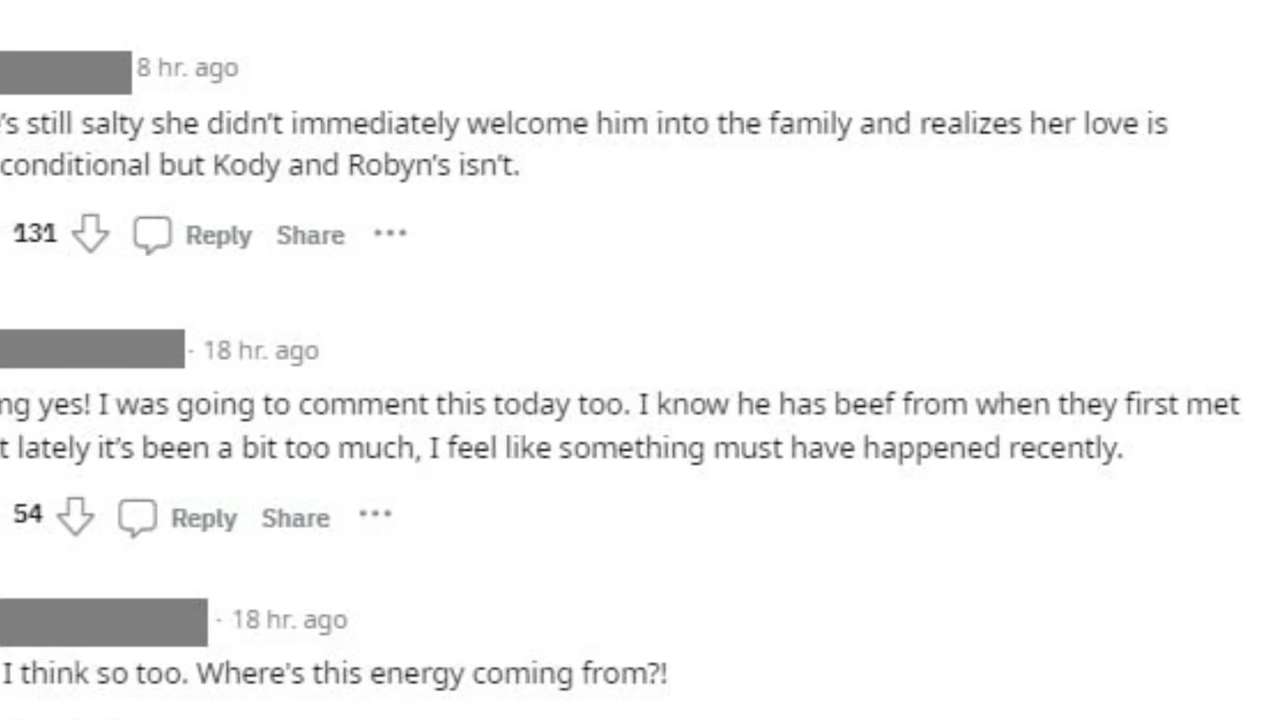 8 hr. ago
's still salty she didn't immediately welcome him into the family and realizes her love is
conditional but Kody and Robyn's isn't.
131 Reply Share •••
· 18 hr. ago
ng yes! I was going to comment this today too. I know he has beef from when they first met
t lately it's been a bit too much, I feel like something must have happened recently.
54 Reply Share •••
· 18 hr. ago
I think so too. Where's this energy coming from?!